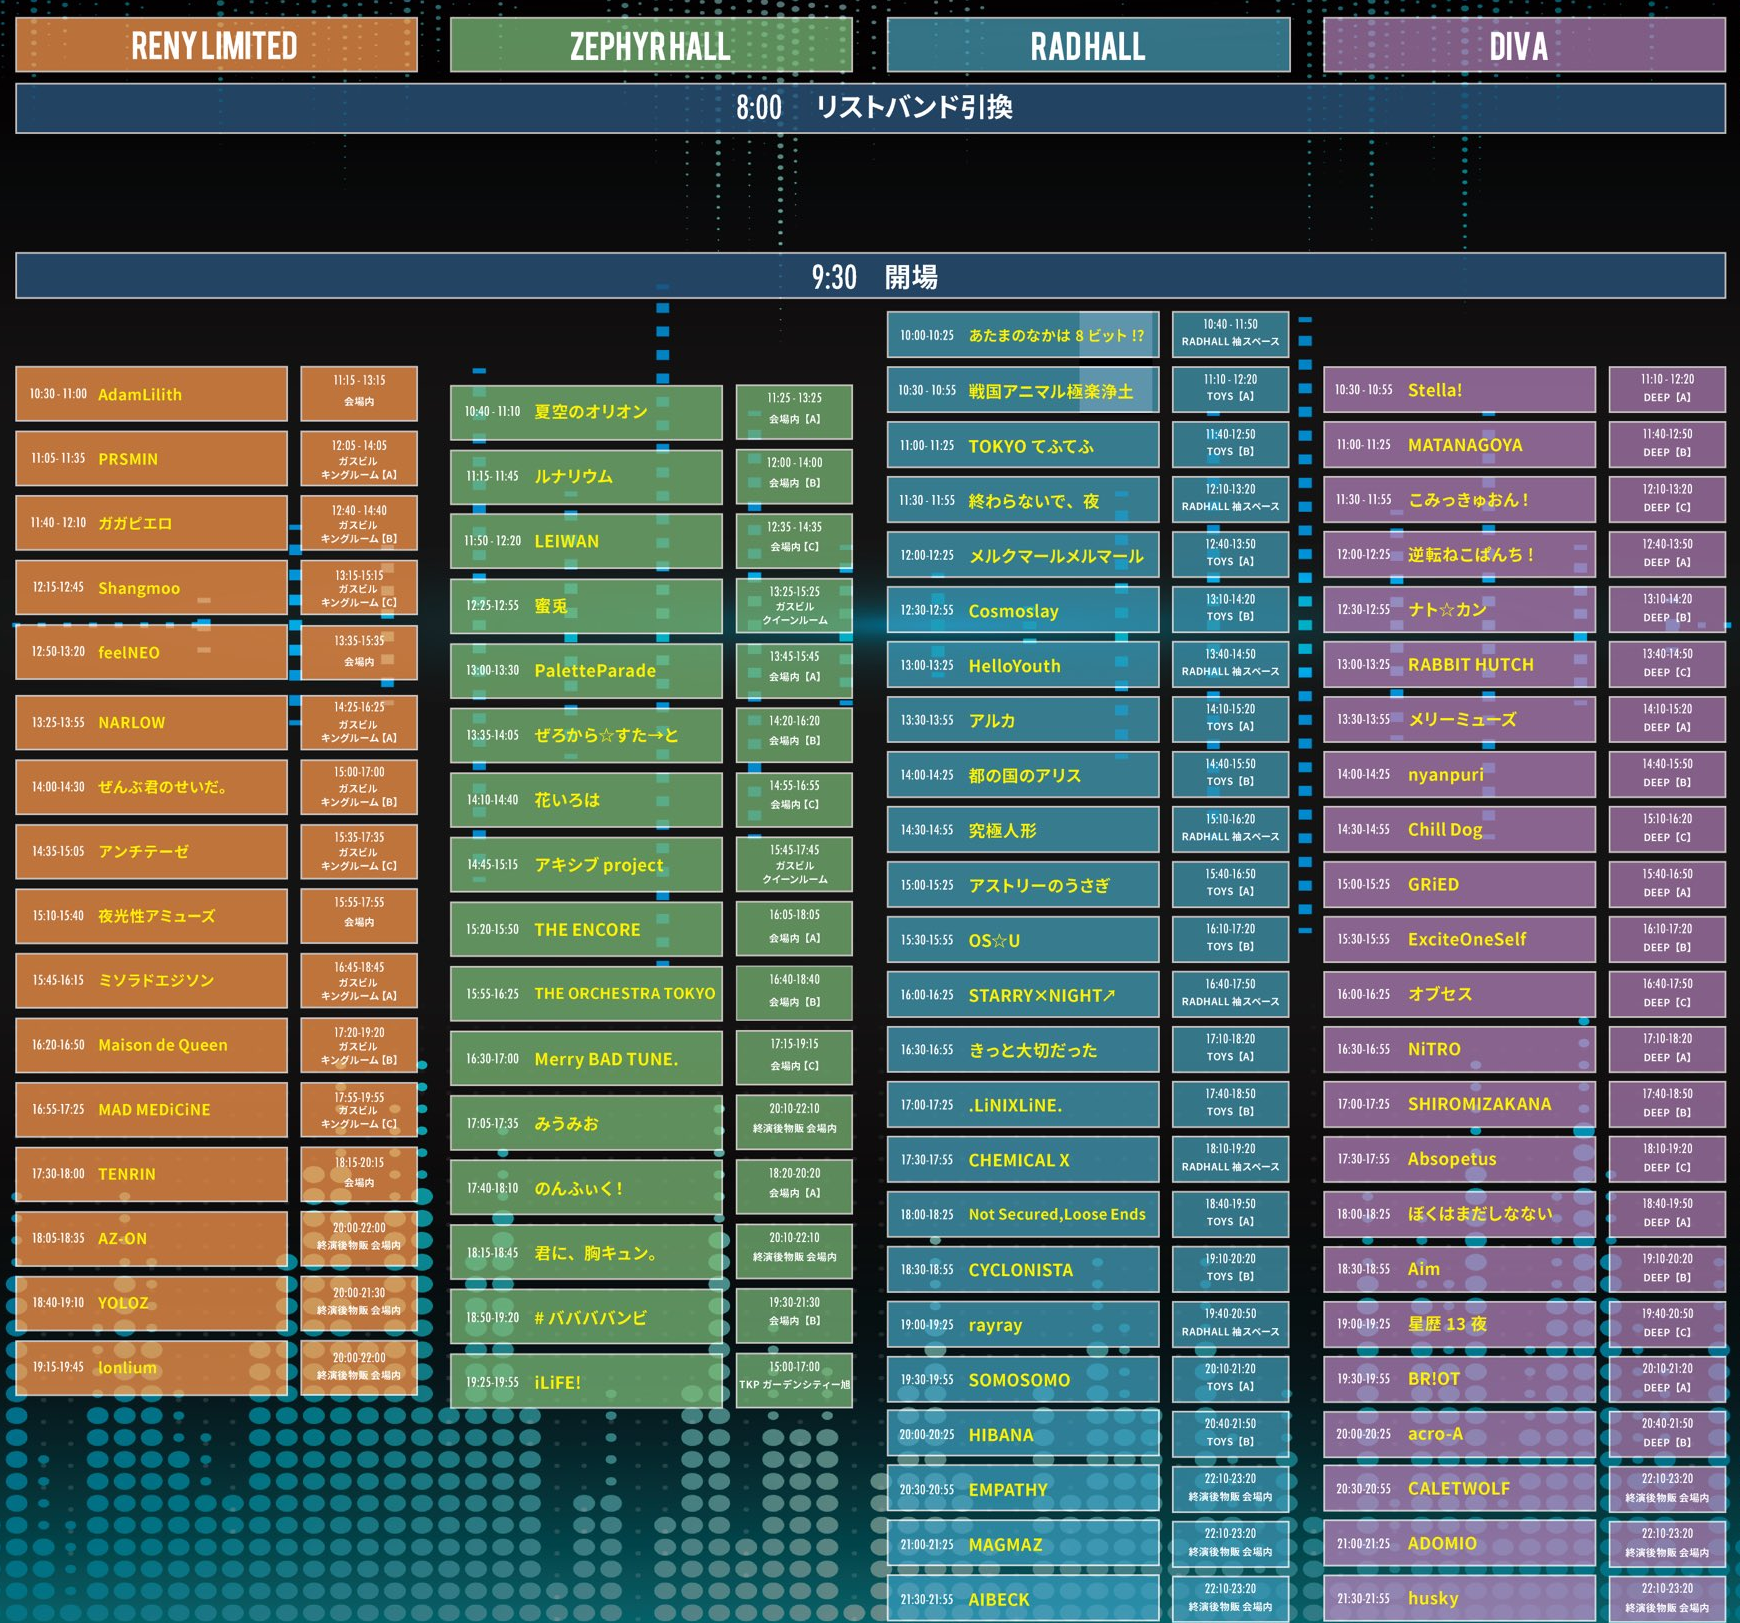 RENY LIMITED
ZEPHYR HALL
RAD HALL
DIVA
8:00 リストバンド引換
9:30 開場
10:30 - 11:00 AdamLilith
11:15 - 13:15
会場内
11:05- 11:35 PRSMIN
12:05 - 14:05
ガスビル
キングルーム【A】
11:40 - 12:10 ガガピエロ
12:40 - 14:40
ガスビル
キングルーム【B】
12:15-12:45 Shangmoo
13:15-15:15
ガスビル
キングルーム【C】
12:50-13:20 feelNEO
13:35-15:35
会場内
13:25-13:55 NARLOW
14:25-16:25
ガスビル
キングルーム【A】
14:00-14:30 ぜんぶ君のせいだ。
15:00-17:00
ガスビル
キングルーム【B】
14:35-15:05 アンチテーゼ
15:35-17:35
ガスビル
キングルーム【C】
15:10-15:40 夜光性アミューズ
15:55-17:55
会場内
15:45-16:15 ミソラドエジソン
16:45-18:45
ガスビル
キングルーム【A】
16:20-16:50 Maison de Queen
17:20-19:20
ガスビル
キングルーム【B】
16:55-17:25 MAD MEDiCiNE
17:55-19:55
ガスビル
キングルーム【C】
17:30-18:00 TENRIN
18:15-20:15
会場内
18:05-18:35 AZ-ON
20:00-22:00
終演後物販 会場内
18:40-19:10 YOLOZ
20:00-21:30
終演後物販 会場内
19:15-19:45 lonlium
20:00-22:00
終演後物販 会場内
10:40 - 11:10 夏空のオリオン
11:25 - 13:25
会場内【A】
11:15- 11:45 ルナリウム
12:00 - 14:00
会場内【B】
11:50 - 12:20 LEIWAN
12:35 - 14:35
会場内【C】
12:25-12:55 蜜兎
13:25-15:25
ガスビル
クイーンルーム
13:00-13:30 PaletteParade
13:45-15:45
会場内【A】
13:35-14:05 ぜろから☆すた→と
14:20-16:20
会場内【B】
14:10-14:40 花いろは
14:55-16:55
会場内【C】
14:45-15:15 アキシブ project
15:45-17:45
ガスビル
クイーンルーム
15:20-15:50 THE ENCORE
16:05-18:05
会場内【A】
15:55-16:25 THE ORCHESTRA TOKYO
16:40-18:40
会場内【B】
16:30-17:00 Merry BAD TUNE.
17:15-19:15
会場内【C】
17:05-17:35 みうみお
20:10-22:10
終演後物販 会場内
17:40-18:10 のんふぃく！
18:20-20:20
会場内【A】
18:15-18:45 君に、胸キュン。
20:10-22:10
終演後物販 会場内
18:50-19:20 # ババババンビ
19:30-21:30
会場内【B】
19:25-19:55 iLiFE!
15:00-17:00
TKP ガーデンシティー旭
10:00-10:25 あたまのなかは 8 ビット !?
10:40 - 11:50
RADHALL 袖スペース
10:30 - 10:55 戦国アニマル極楽浄土
11:10 - 12:20
TOYS【A】
11:00- 11:25 TOKYO てふてふ
11:40-12:50
TOYS【B】
11:30 - 11:55 終わらないで、夜
12:10-13:20
RADHALL 袖スペース
12:00-12:25 メルクマールメルマール
12:40-13:50
TOYS【A】
12:30-12:55 Cosmoslay
13:10-14:20
TOYS【B】
13:00-13:25 HelloYouth
13:40-14:50
RADHALL 袖スペース
13:30-13:55 アルカ
14:10-15:20
TOYS【A】
14:00-14:25 都の国のアリス
14:40-15:50
TOYS【B】
14:30-14:55 究極人形
15:10-16:20
RADHALL 袖スペース
15:00-15:25 アストリーのうさぎ
15:40-16:50
TOYS【A】
15:30-15:55 OS☆U
16:10-17:20
TOYS【B】
16:00-16:25 STARRY×NIGHT↗
16:40-17:50
RADHALL 袖スペース
16:30-16:55 きっと大切だった
17:10-18:20
TOYS【A】
17:00-17:25 .LiNIXLiNE.
17:40-18:50
TOYS【B】
17:30-17:55 CHEMICAL X
18:10-19:20
RADHALL 袖スペース
18:00-18:25 Not Secured,Loose Ends
18:40-19:50
TOYS【A】
18:30-18:55 CYCLONISTA
19:10-20:20
TOYS【B】
19:00-19:25 rayray
19:40-20:50
RADHALL 袖スペース
19:30-19:55 SOMOSOMO
20:10-21:20
TOYS【A】
20:00-20:25 HIBANA
20:40-21:50
TOYS【B】
20:30-20:55 EMPATHY
22:10-23:20
終演後物販 会場内
21:00-21:25 MAGMAZ
22:10-23:20
終演後物販 会場内
21:30-21:55 AIBECK
22:10-23:20
終演後物販 会場内
10:30 - 10:55 Stella!
11:10 - 12:20
DEEP【A】
11:00- 11:25 MATANAGOYA
11:40-12:50
DEEP【B】
11:30 - 11:55 こみっきゅおん！
12:10-13:20
DEEP【C】
12:00-12:25 逆転ねこぱんち！
12:40-13:50
DEEP【A】
12:30-12:55 ナト☆カン
13:10-14:20
DEEP【B】
13:00-13:25 RABBIT HUTCH
13:40-14:50
DEEP【C】
13:30-13:55 メリーミューズ
14:10-15:20
DEEP【A】
14:00-14:25 nyanpuri
14:40-15:50
DEEP【B】
14:30-14:55 Chill Dog
15:10-16:20
DEEP【C】
15:00-15:25 GRiED
15:40-16:50
DEEP【A】
15:30-15:55 ExciteOneSelf
16:10-17:20
DEEP【B】
16:00-16:25 オブセス
16:40-17:50
DEEP【C】
16:30-16:55 NiTRO
17:10-18:20
DEEP【A】
17:00-17:25 SHIROMIZAKANA
17:40-18:50
DEEP【B】
17:30-17:55 Absopetus
18:10-19:20
DEEP【C】
18:00-18:25 ぼくはまだしなない
18:40-19:50
DEEP【A】
18:30-18:55 Aim
19:10-20:20
DEEP【B】
19:00-19:25 星歴 13 夜
19:40-20:50
DEEP【C】
19:30-19:55 BR!OT
20:10-21:20
DEEP【A】
20:00-20:25 acro-A
20:40-21:50
DEEP【B】
20:30-20:55 CALETWOLF
22:10-23:20
終演後物販 会場内
21:00-21:25 ADOMIO
22:10-23:20
終演後物販 会場内
21:30-21:55 husky
22:10-23:20
終演後物販 会場内